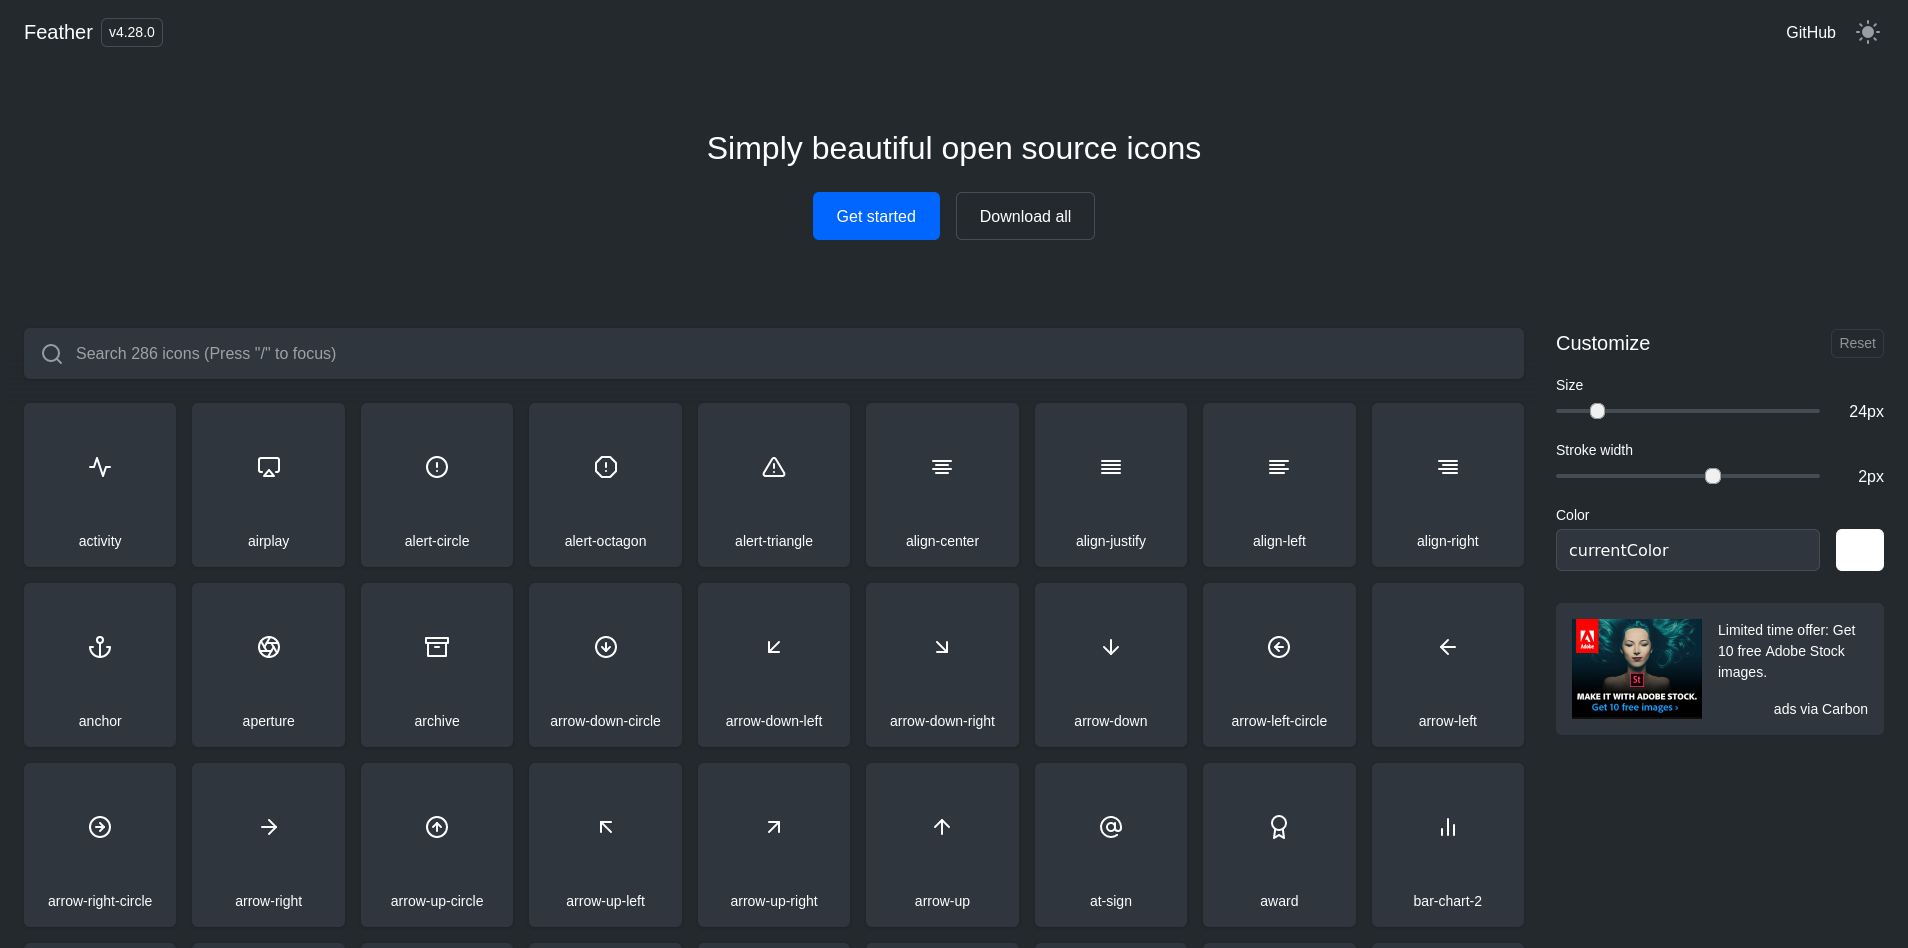 Feather v4.28.0
GitHub
Simply beautiful open source icons
Get started
Download all
Search 286 icons (Press "/" to focus)
activity
airplay
alert-circle
alert-octagon
alert-triangle
align-center
align-justify
align-left
align-right
anchor
aperture
archive
arrow-down-circle
arrow-down-left
arrow-down-right
arrow-down
arrow-left-circle
arrow-left
arrow-right-circle
arrow-right
arrow-up-circle
arrow-up-left
arrow-up-right
arrow-up
at-sign
award
bar-chart-2
Customize
Reset
Size
24px
Stroke width
2px
Color
currentColor
Adobe
St
MAKE IT WITH ADOBE STOCK.
Get 10 free images ›
Limited time offer: Get
10 free Adobe Stock
images.
ads via Carbon